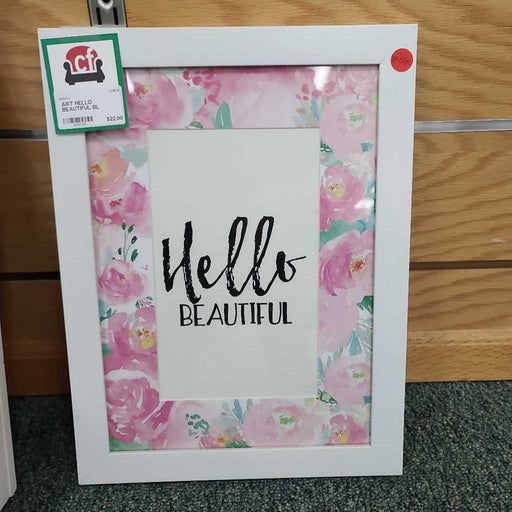 cf
ART HELLO
BEAUTIFUL BL
$22.00
Hello
BEAUTIFUL